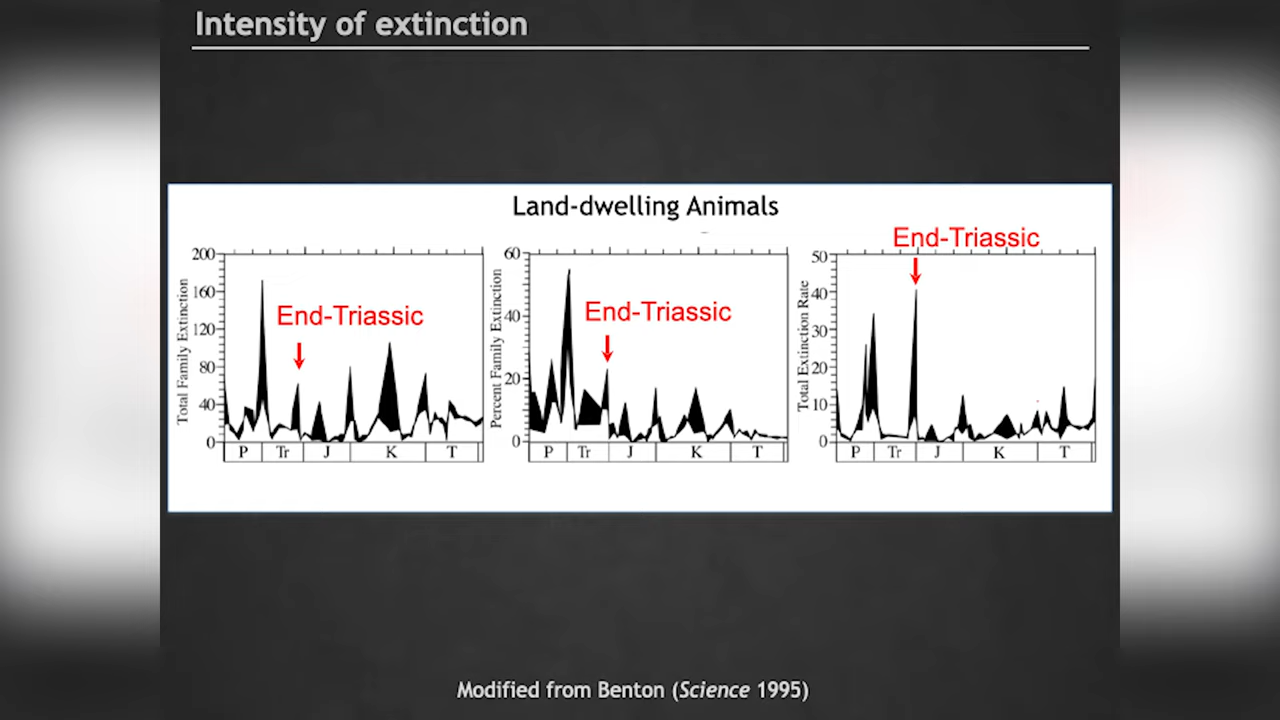 Intensity of extinction
Land-dwelling Animals
Total Family Extinction
200
160
120
80
40
0
End-Triassic
P Tr J K T
Percent Family Extinction
60
40
20
0
End-Triassic
P Tr J K T
Total Extinction Rate
50
40
30
20
10
0
End-Triassic
P Tr J K T
Modified from Benton (Science 1995)